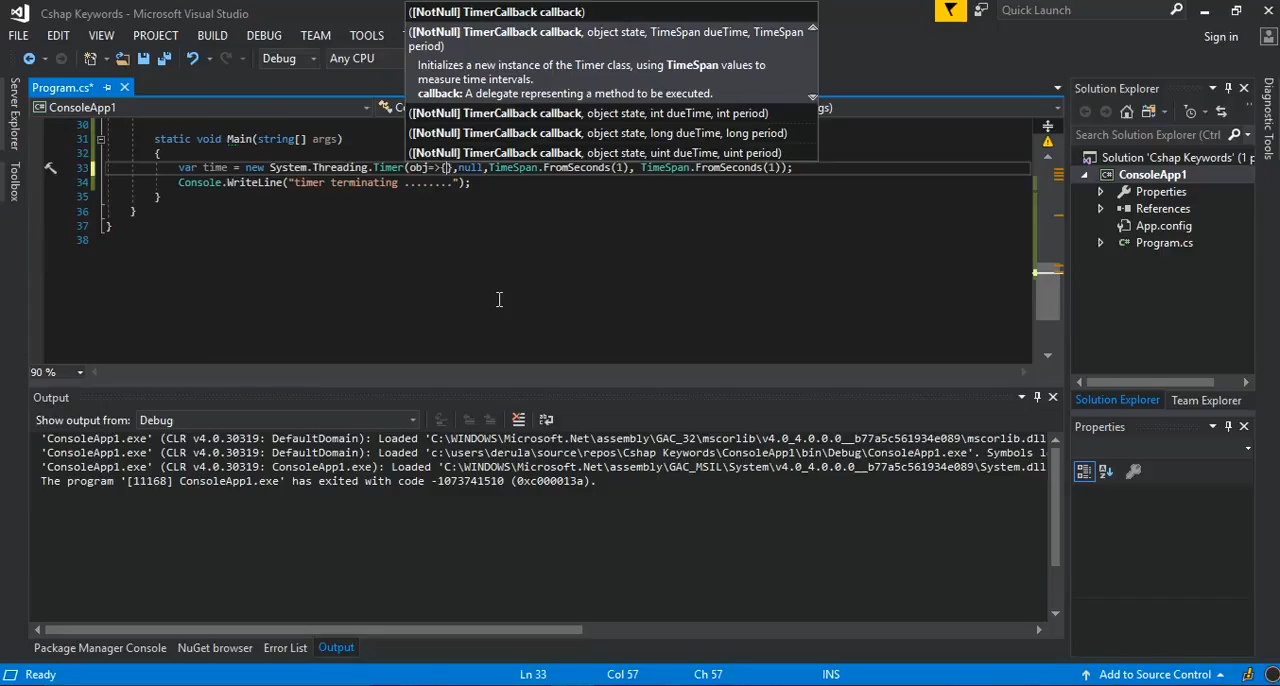 Cshap Keywords - Microsoft Visual Studio
Quick Launch
FILE EDIT VIEW PROJECT BUILD DEBUG TEAM TOOLS
Sign in
Debug Any CPU
([NotNull] TimerCallback callback)
([NotNull] TimerCallback callback, object state, TimeSpan dueTime, TimeSpan
period)
Initializes a new instance of the Timer class, using TimeSpan values to
measure time intervals.
callback: A delegate representing a method to be executed.
([NotNull] TimerCallback callback, object state, int dueTime, int period)
([NotNull] TimerCallback callback, object state, long dueTime, long period)
([NotNull] TimerCallback callback, object state, uint dueTime, uint period)
Server Explorer
Toolbox
Program.cs*
ConsoleApp1
30
31 static void Main(string[] args)
32 {
33 var time = new System.Threading.Timer(obj=>{},null,TimeSpan.FromSeconds(1), TimeSpan.FromSeconds(1));
34 Console.WriteLine("timer terminating ........");
35 }
36 }
37 }
38
90 %
Solution Explorer
Search Solution Explorer (Ctrl
Solution 'Cshap Keywords' (1 p
ConsoleApp1
Properties
References
App.config
C# Program.cs
Diagnostic Tools
Solution Explorer Team Explorer
Properties
Output
Show output from: Debug
'ConsoleApp1.exe' (CLR v4.0.30319: DefaultDomain): Loaded 'C:\WINDOWS\Microsoft.Net\assembly\GAC_32\mscorlib\v4.0_4.0.0.0__b77a5c561934e089\mscorlib.dll
'ConsoleApp1.exe' (CLR v4.0.30319: DefaultDomain): Loaded 'c:\users\derula\source\repos\Cshap Keywords\ConsoleApp1\bin\Debug\ConsoleApp1.exe'. Symbols l
'ConsoleApp1.exe' (CLR v4.0.30319: ConsoleApp1.exe): Loaded 'C:\WINDOWS\Microsoft.Net\assembly\GAC_MSIL\System\v4.0_4.0.0.0__b77a5c561934e089\System.dll
The program '[11168] ConsoleApp1.exe' has exited with code -1073741510 (0xc000013a).
Package Manager Console NuGet browser Error List Output
Ready Ln 33 Col 57 Ch 57 INS Add to Source Control